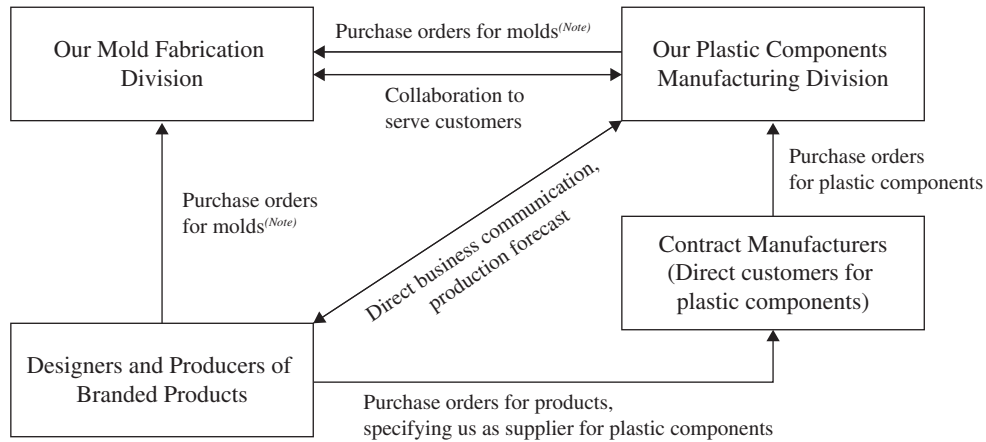 Our Mold Fabrication
Division
Purchase orders for molds(Note)
Collaboration to
serve customers
Our Plastic Components
Manufacturing Division
Purchase orders
for molds(Note)
Direct business communication,
production forecast
Purchase orders
for plastic components
Contract Manufacturers
(Direct customers for
plastic components)
Designers and Producers of
Branded Products
Purchase orders for products,
specifying us as supplier for plastic components